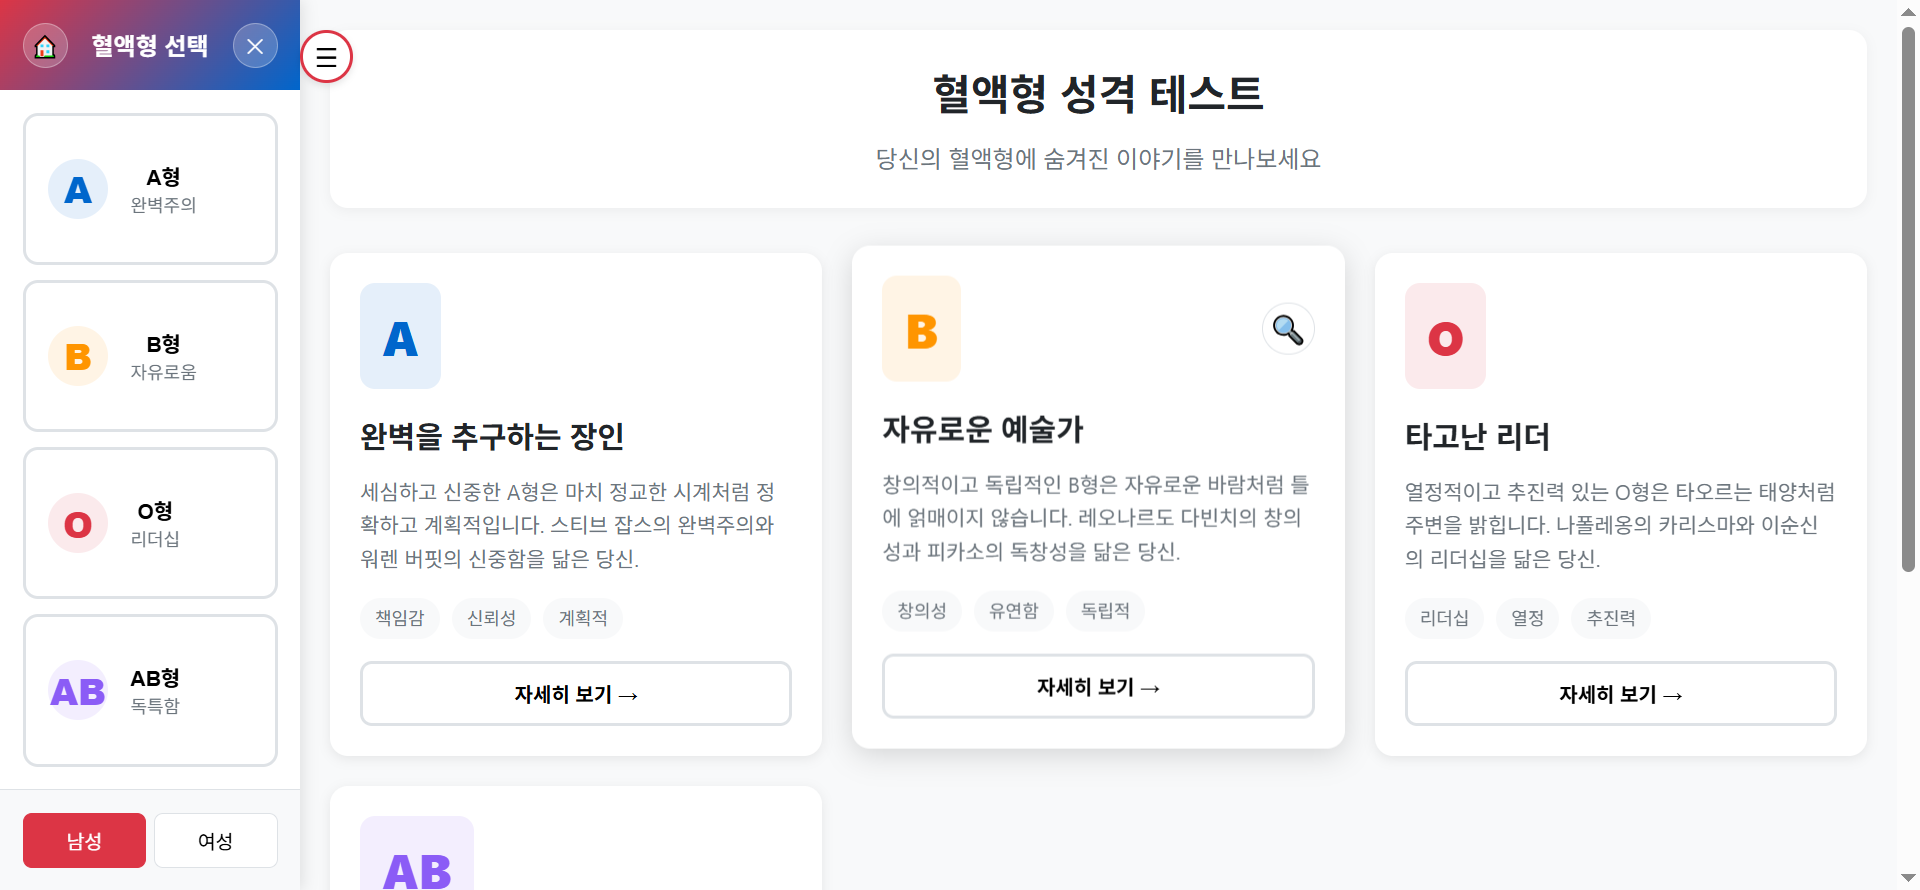 혈액형 선택
A
A형
완벽주의
B
B형
자유로움
O
O형
리더십
AB
AB형
독특함
남성
여성
혈액형 성격 테스트
당신의 혈액형에 숨겨진 이야기를 만나보세요
A
완벽을 추구하는 장인
세심하고 신중한 A형은 마치 정교한 시계처럼 정
확하고 계획적입니다. 스티브 잡스의 완벽주의와
워렌 버핏의 신중함을 닮은 당신.
책임감
신뢰성
계획적
자세히 보기 →
B
자유로운 예술가
창의적이고 독립적인 B형은 자유로운 바람처럼 틀
에 얽매이지 않습니다. 레오나르도 다빈치의 창의
성과 피카소의 독창성을 닮은 당신.
창의성
유연함
독립적
자세히 보기 →
O
타고난 리더
열정적이고 추진력 있는 O형은 타오르는 태양처럼
주변을 밝힙니다. 나폴레옹의 카리스마와 이순신
의 리더십을 닮은 당신.
리더십
열정
추진력
자세히 보기 →
AB